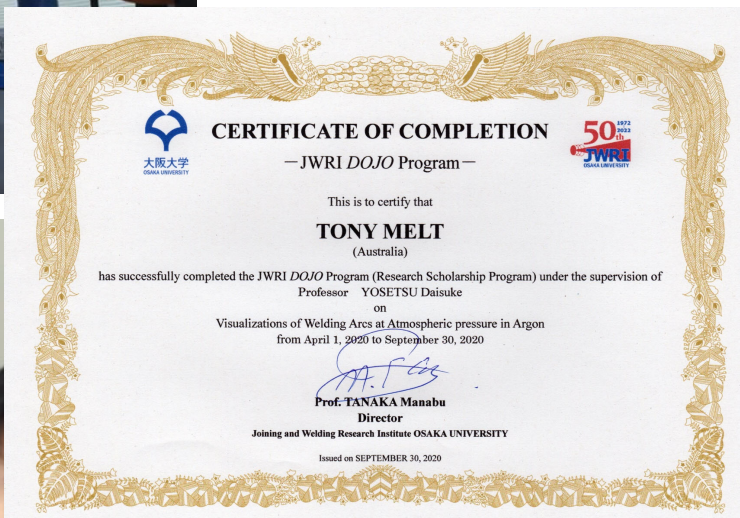 大阪大学
OSAKA UNIVERSITY
CERTIFICATE OF COMPLETION
50th
1972
2022
JWRI
OSAKA UNIVERSITY
—JWRI DOJO Program—
This is to certify that
TONY MELT
(Australia)
has successfully completed the JWRI DOJO Program (Research Scholarship Program) under the supervision of
Professor YOSETSU Daisuke
on
Visualizations of Welding Arcs at Atmospheric pressure in Argon
from April 1, 2020 to September 30, 2020
Prof. TANAKA Manabu
Director
Joining and Welding Research Institute OSAKA UNIVERSITY
Issued on SEPTEMBER 30, 2020